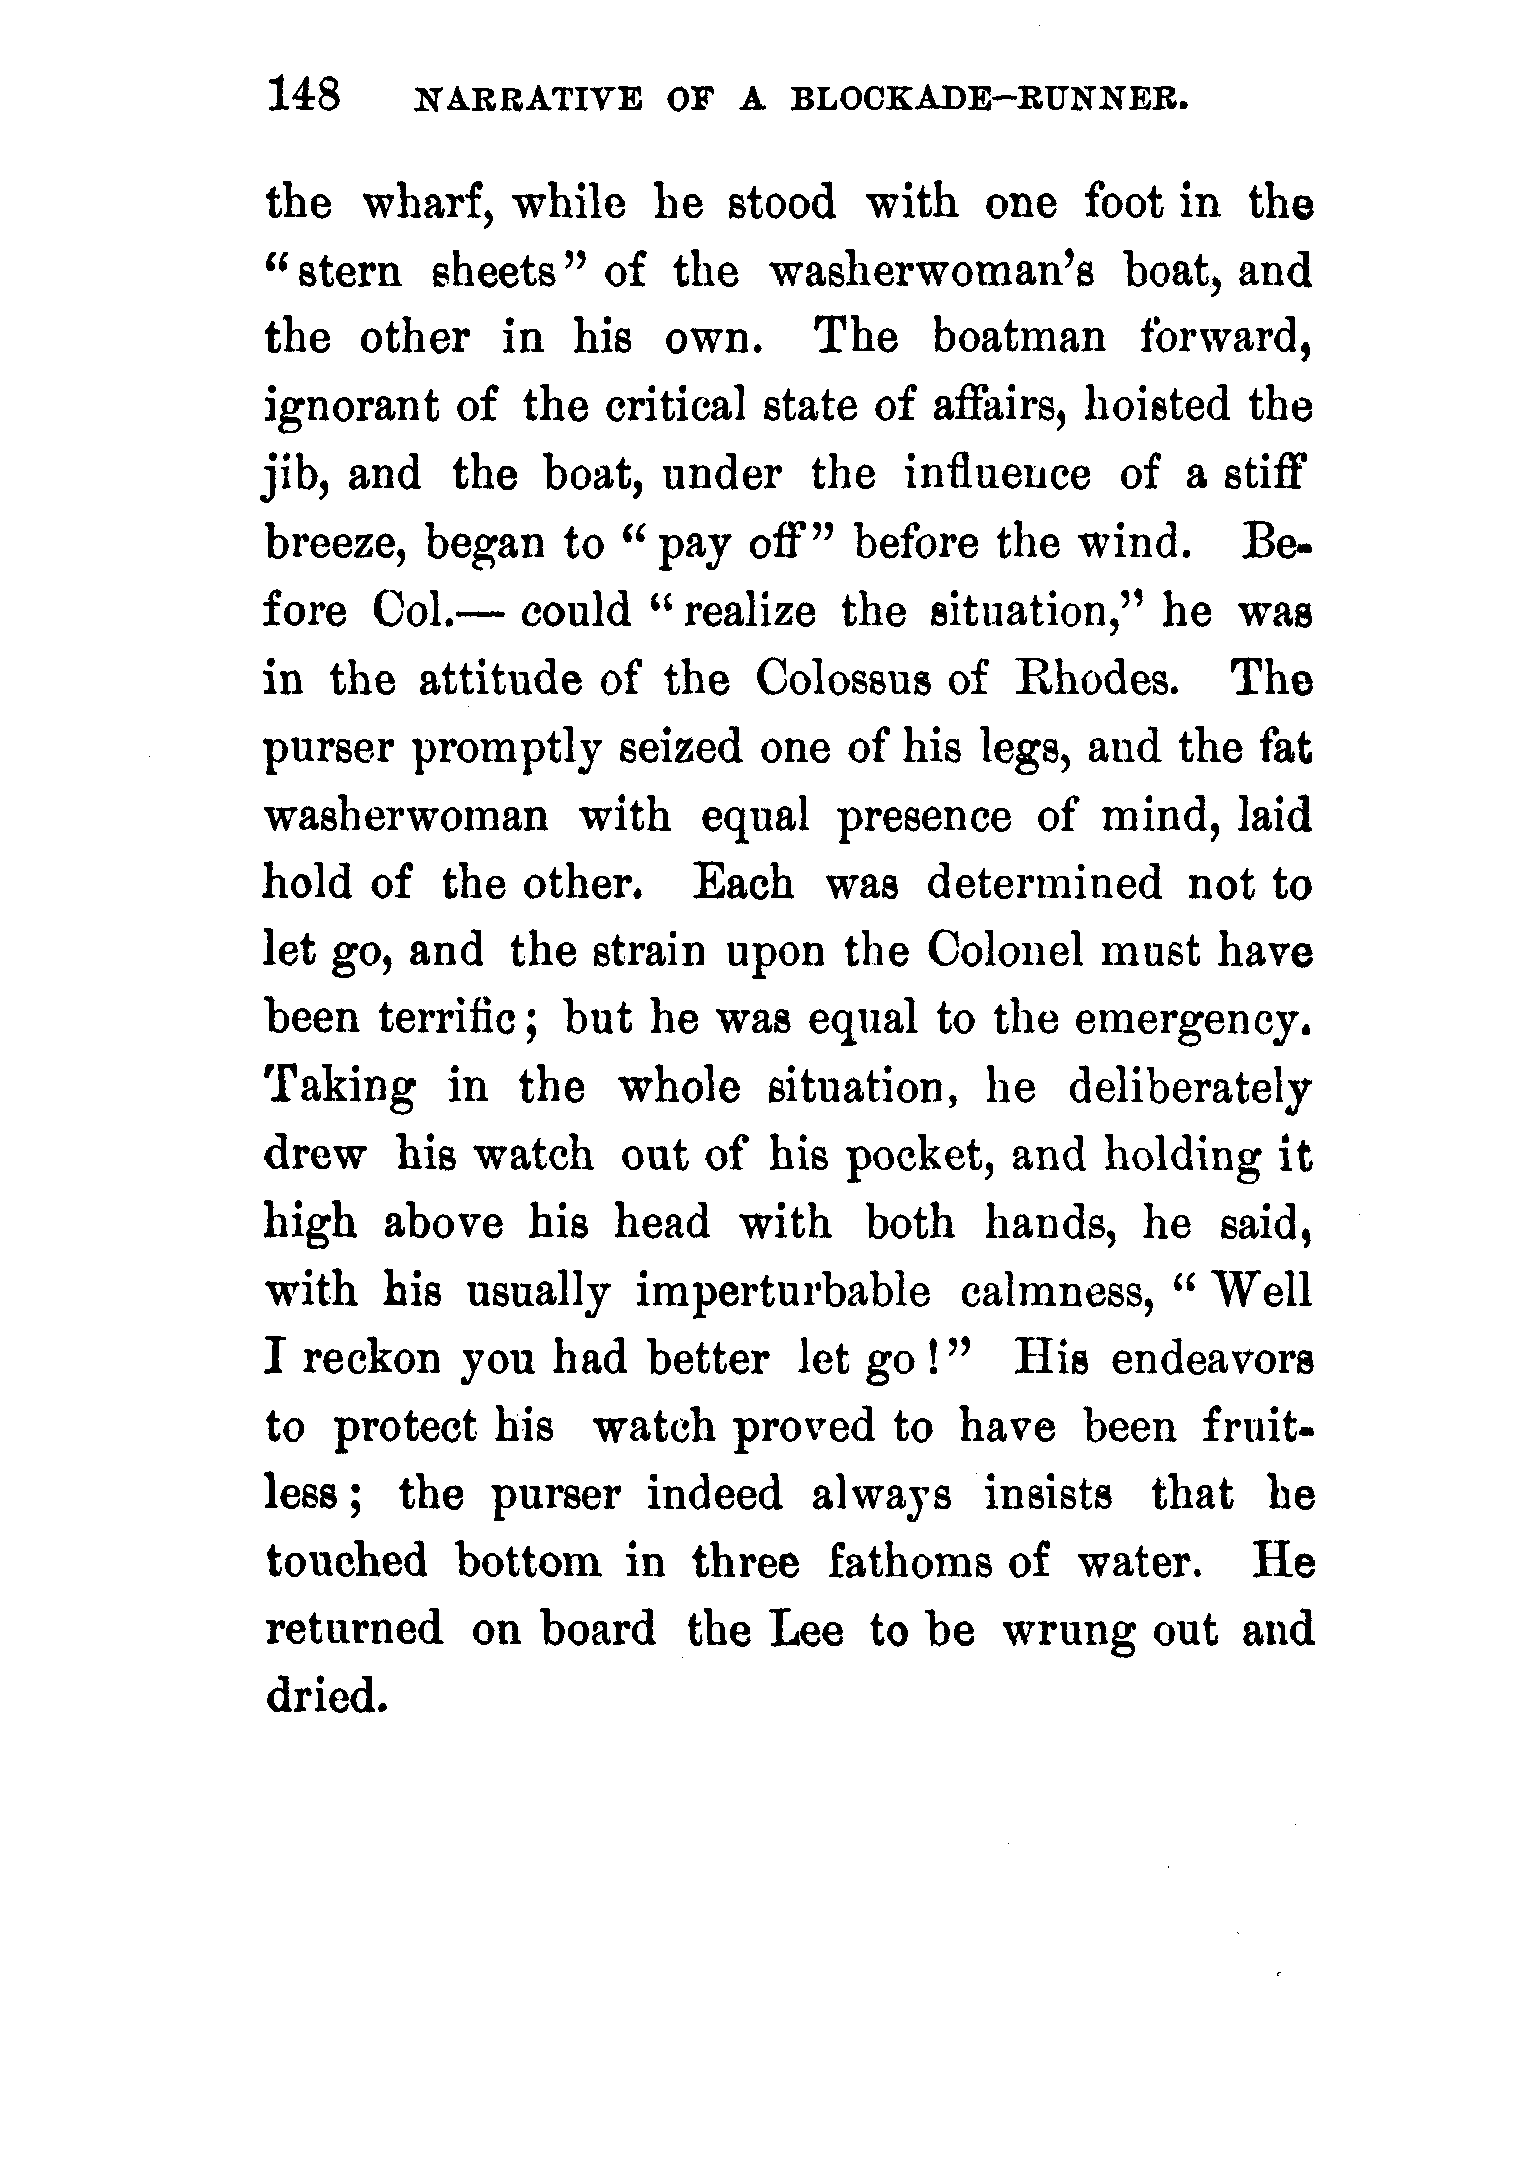 148 NARRATIVE OF A BLOCKADE-RUNNER.
the wharf, while he stood with one foot in the
"stern sheets" of the washerwoman's boat, and
the other in his own. The boatman forward,
ignorant of the critical state of affairs, hoisted the
jib, and the boat, under the influence of a stiff
breeze, began to "pay off" before the wind. Be-
fore Col.— could "realize the situation," he was
in the attitude of the Colossus of Rhodes. The
purser promptly seized one of his legs, and the fat
washerwoman with equal presence of mind, laid
hold of the other. Each was determined not to
let go, and the strain upon the Colonel must have
been terrific; but he was equal to the emergency.
Taking in the whole situation, he deliberately
drew his watch out of his pocket, and holding it
high above his head with both hands, he said,
with his usually imperturbable calmness, "Well
I reckon you had better let go!" His endeavors
to protect his watch proved to have been fruit-
less; the purser indeed always insists that he
touched bottom in three fathoms of water. He
returned on board the Lee to be wrung out and
dried.